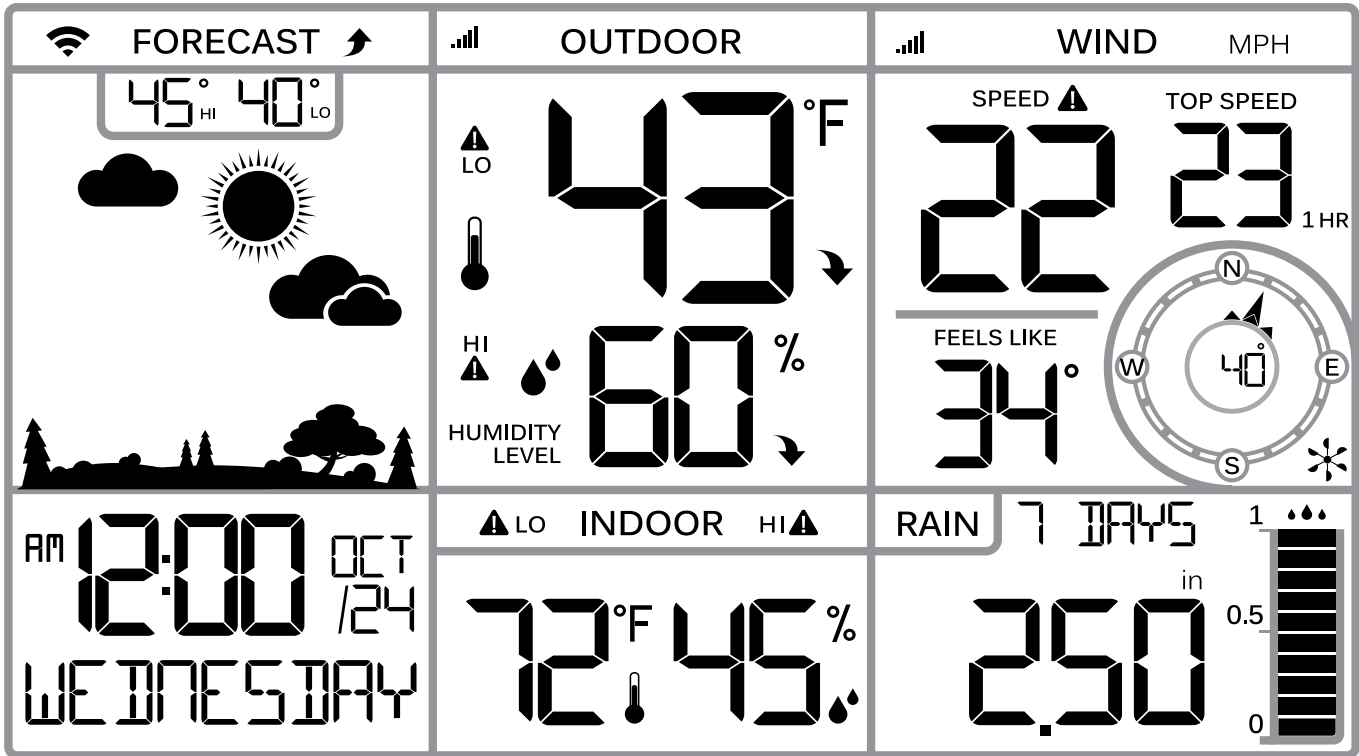 FORECAST
45° HI 40° LO
OUTDOOR
LO
43 °F
HI
60 %
HUMIDITY
LEVEL
WIND MPH
SPEED
22
TOP SPEED
23
1 HR
FEELS LIKE
34°
N
W
40°
E
S
AM 12:00
OCT
/24
WEDNESDAY
LO INDOOR HI
72 °F 45 %
RAIN 7 DAYS
in
2.50
1
0.5
0